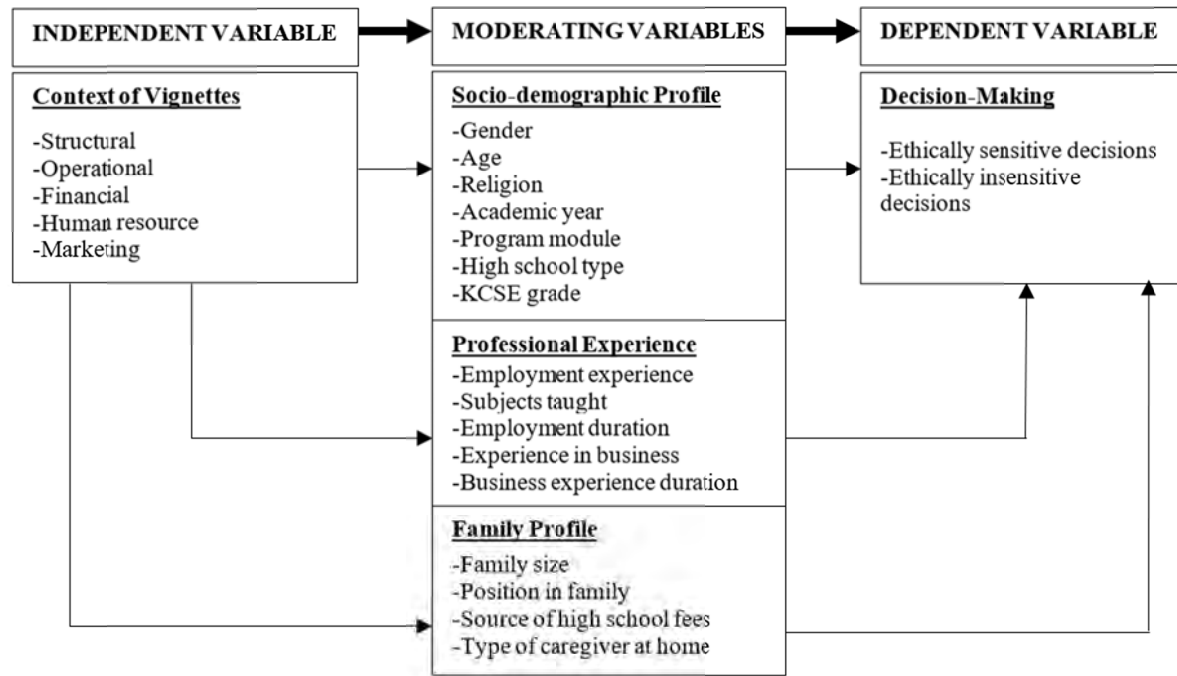 INDEPENDENT VARIABLE
MODERATING VARIABLES
DEPENDENT VARIABLE
Context of Vignettes
-Structural
-Operational
-Financial
-Human resource
-Marketing
Socio-demographic Profile
-Gender
-Age
-Religion
-Academic year
-Program module
-High school type
-KCSE grade
Professional Experience
-Employment experience
-Subjects taught
-Employment duration
-Experience in business
-Business experience duration
Family Profile
-Family size
-Position in family
-Source of high school fees
-Type of caregiver at home
Decision-Making
-Ethically sensitive decisions
-Ethically insensitive
decisions